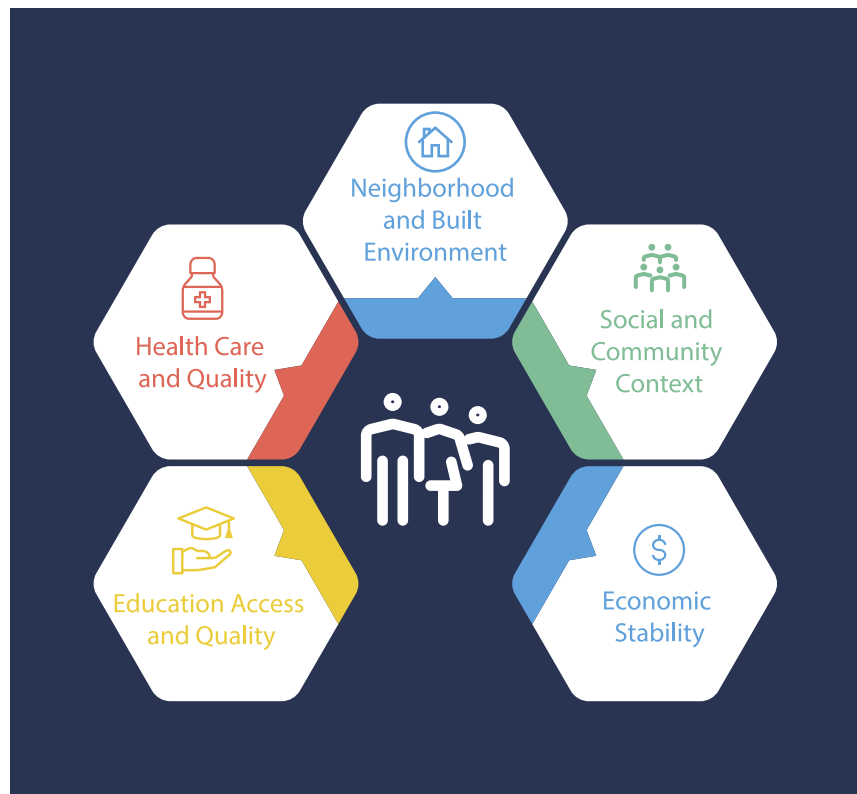 Neighborhood
and Built
Environment
Health Care
and Quality
Social and
Community
Context
$
Education Access
and Quality
Economic
Stability